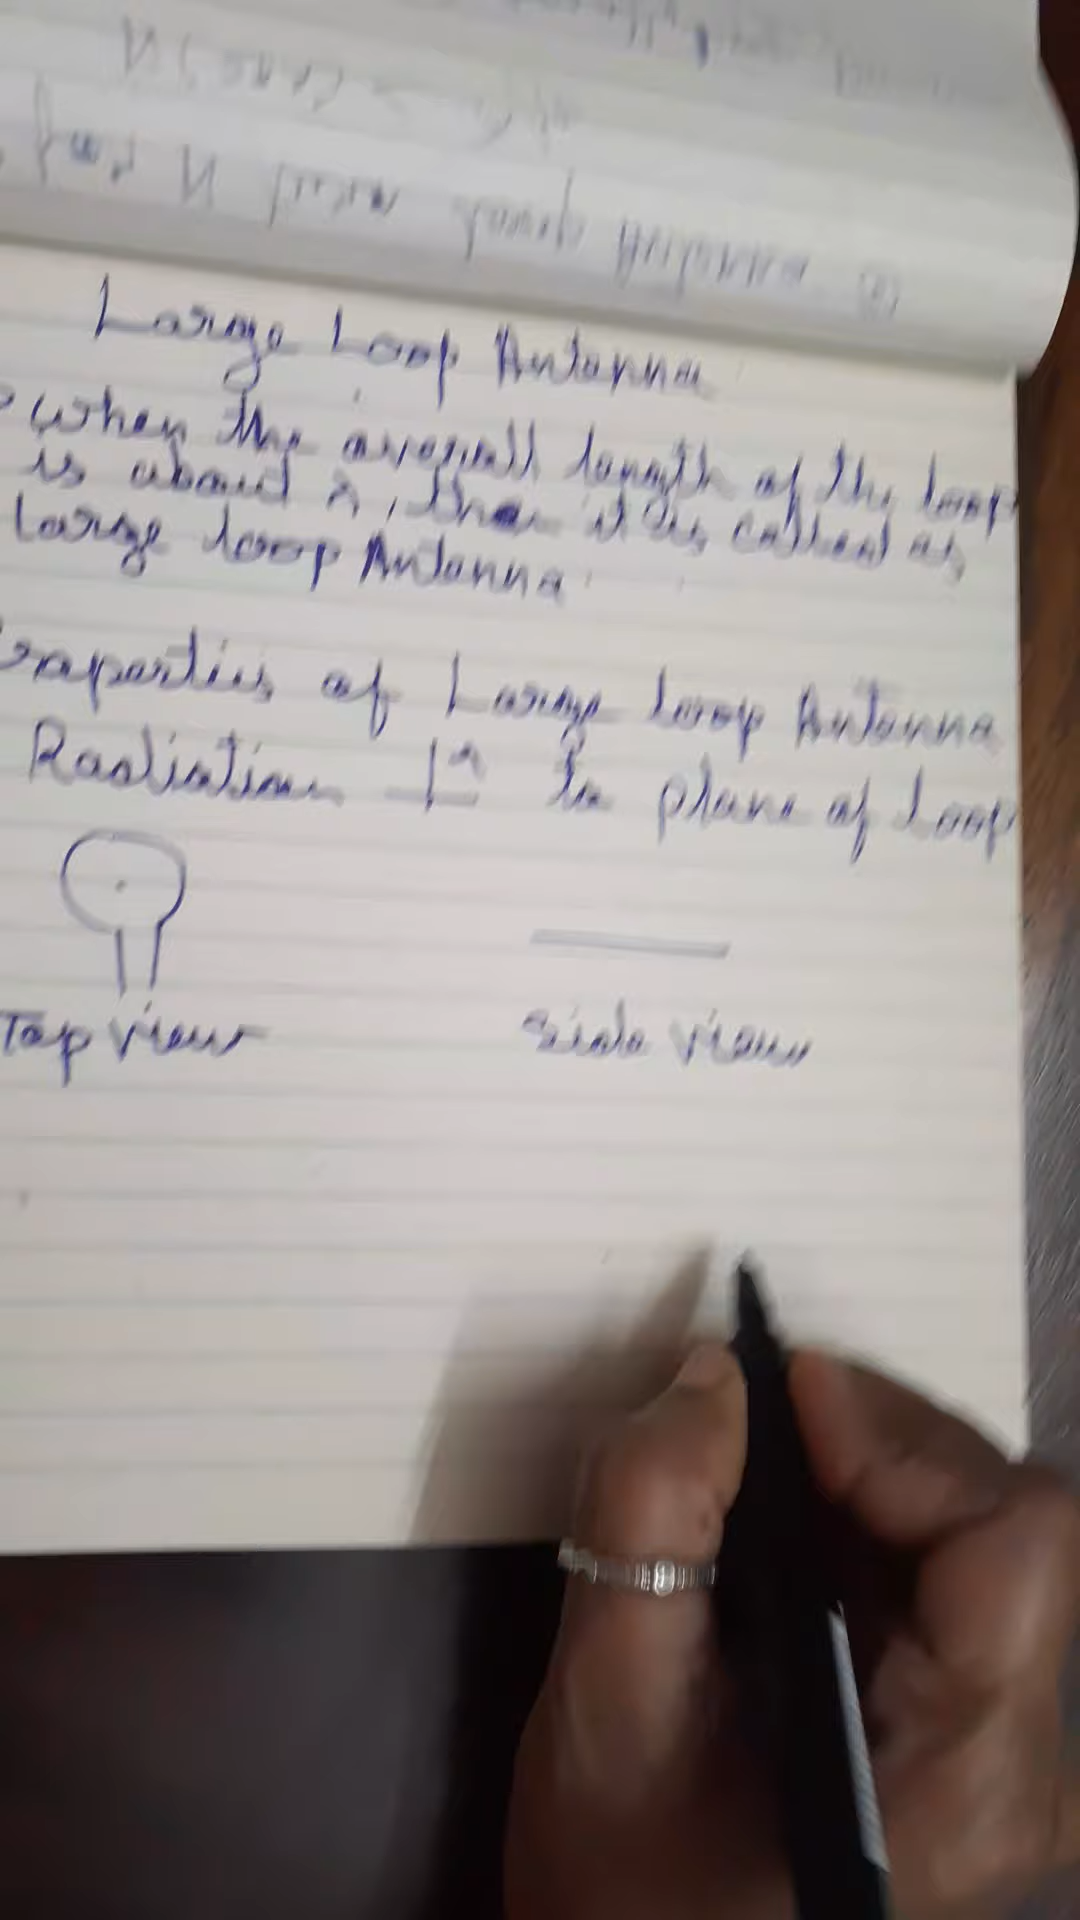 Large Loop Antenna
when the overall length of the loop
is about λ, then it is called as
large loop Antenna.
Properties of Large loop Antenna
Radiation ⊥r to plane of Loop
Top view
Side view